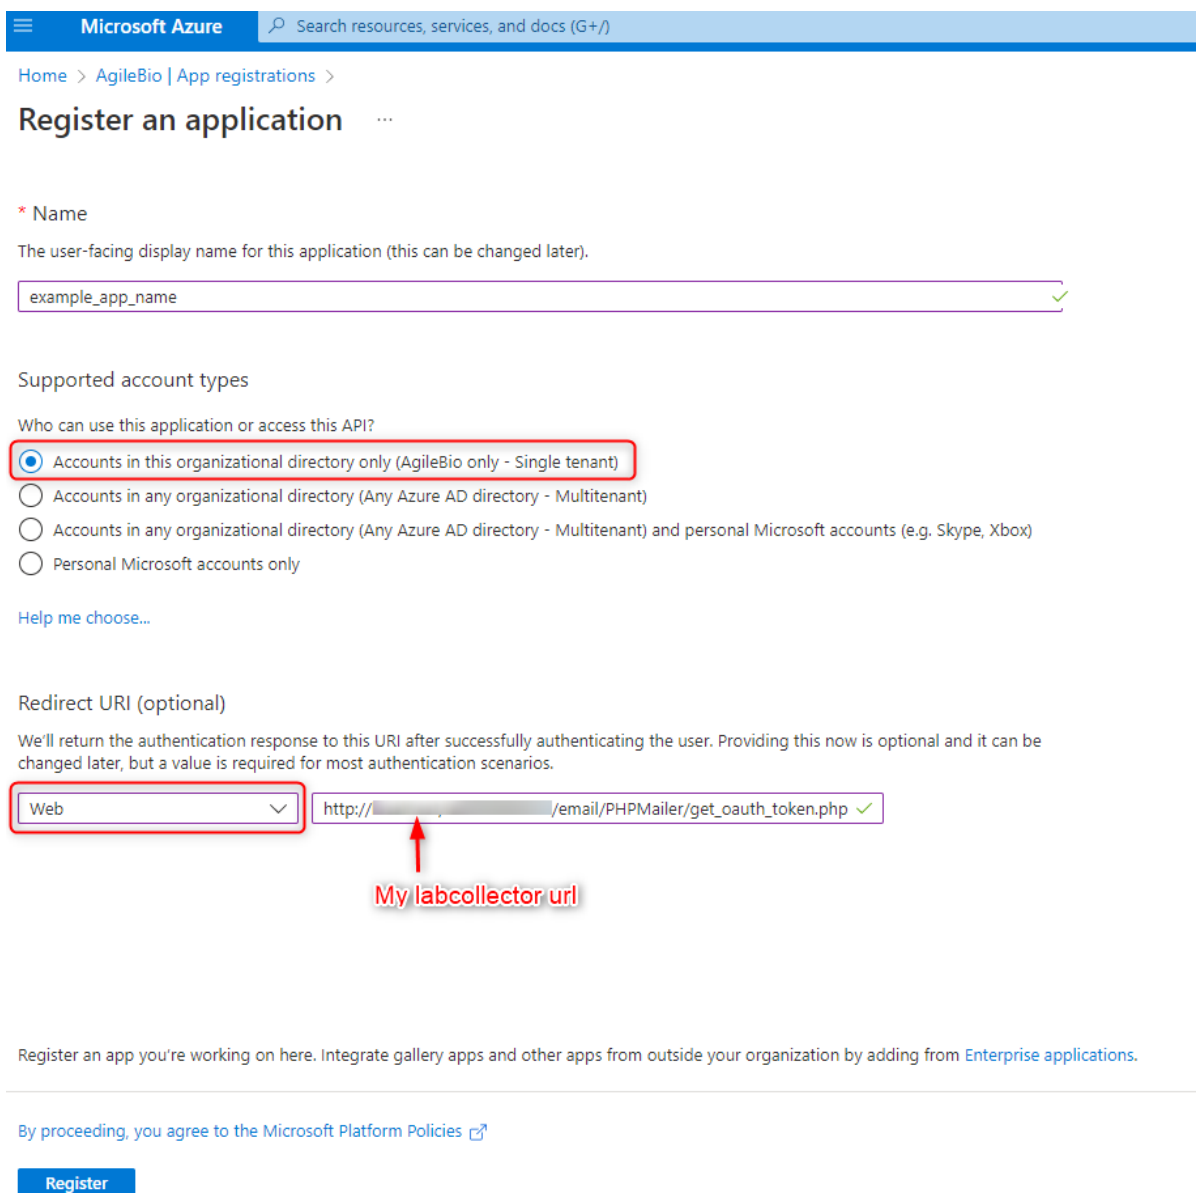 Microsoft Azure
Search resources, services, and docs (G+/)
Home > AgileBio | App registrations >
Register an application ...
* Name
The user-facing display name for this application (this can be changed later).
example_app_name
Supported account types
Who can use this application or access this API?
Accounts in this organizational directory only (AgileBio only - Single tenant)
Accounts in any organizational directory (Any Azure AD directory - Multitenant)
Accounts in any organizational directory (Any Azure AD directory - Multitenant) and personal Microsoft accounts (e.g. Skype, Xbox)
Personal Microsoft accounts only
Help me choose...
Redirect URI (optional)
We'll return the authentication response to this URI after successfully authenticating the user. Providing this now is optional and it can be
changed later, but a value is required for most authentication scenarios.
Web
http:// /email/PHPMailer/get_oauth_token.php
My labcollector url
Register an app you're working on here. Integrate gallery apps and other apps from outside your organization by adding from Enterprise applications.
By proceeding, you agree to the Microsoft Platform Policies
Register